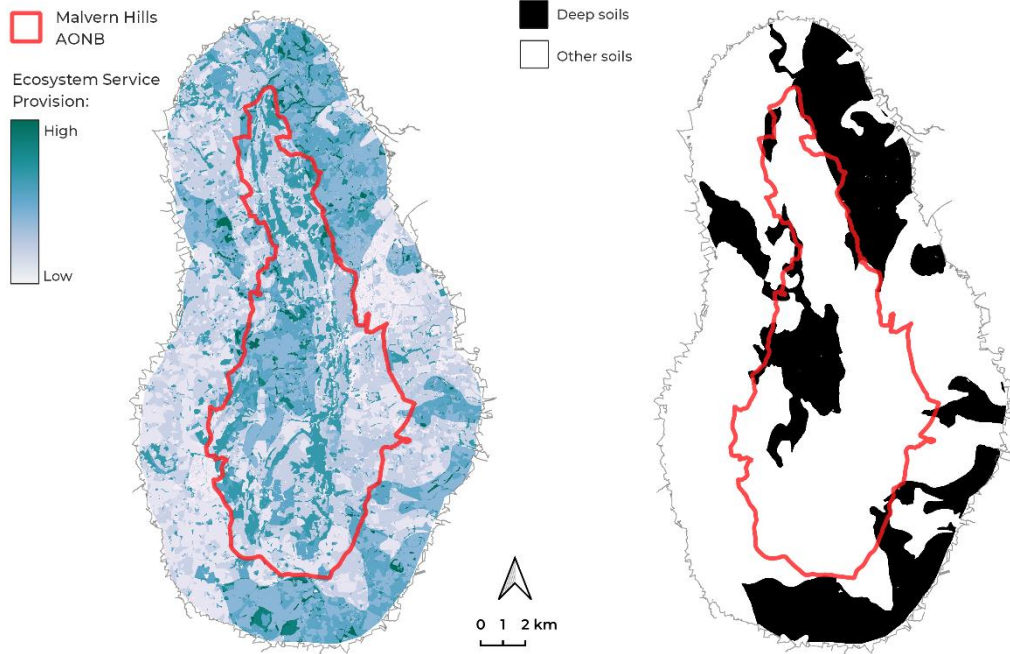 Malvern Hills
AONB
Ecosystem Service
Provision:
High
Low
Deep soils
Other soils
0 1 2 km